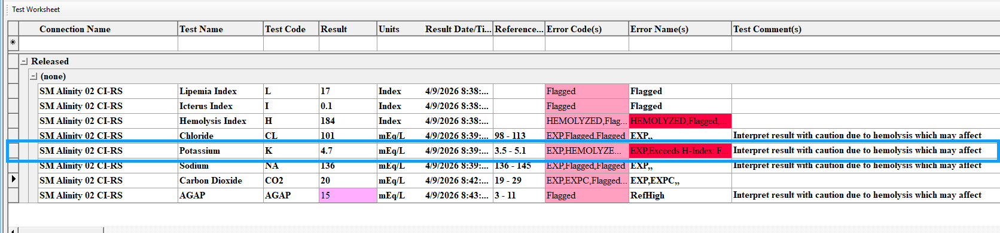 Test Worksheet
Connection Name Test Name Test Code Result Units Result Date/Ti... Reference... Error Code(s) Error Name(s) Test Comment(s)
*
Released
(none)
SM Alinity 02 CI-RS Lipemia Index L 17 Index 4/9/2026 8:38:... Flagged Flagged
SM Alinity 02 CI-RS Icterus Index I 0.1 Index 4/9/2026 8:38:... Flagged Flagged
SM Alinity 02 CI-RS Hemolysis Index H 184 Index 4/9/2026 8:38:... HEMOLYZED,Flag... HEMOLYZED,Flagged,...
SM Alinity 02 CI-RS Chloride CL 101 mEq/L 4/9/2026 8:39:... 98 - 113 EXP,Flagged,Flagged EXP,, Interpret result with caution due to hemolysis which may affect
SM Alinity 02 CI-RS Potassium K 4.7 mEq/L 4/9/2026 8:39:... 3.5 - 5.1 EXP,HEMOLYZE... EXP,Exceeds H-Index: F... Interpret result with caution due to hemolysis which may affect
SM Alinity 02 CI-RS Sodium NA 136 mEq/L 4/9/2026 8:39:... 136 - 145 EXP,Flagged,Flagged EXP,, Interpret result with caution due to hemolysis which may affect
SM Alinity 02 CI-RS Carbon Dioxide CO2 20 mEq/L 4/9/2026 8:42:... 19 - 29 EXP,EXPC,Flagged... EXP,EXPC,,
SM Alinity 02 CI-RS AGAP AGAP 15 mEq/L 4/9/2026 8:43:... 3 - 11 Flagged RefHigh Interpret result with caution due to hemolysis which may affect